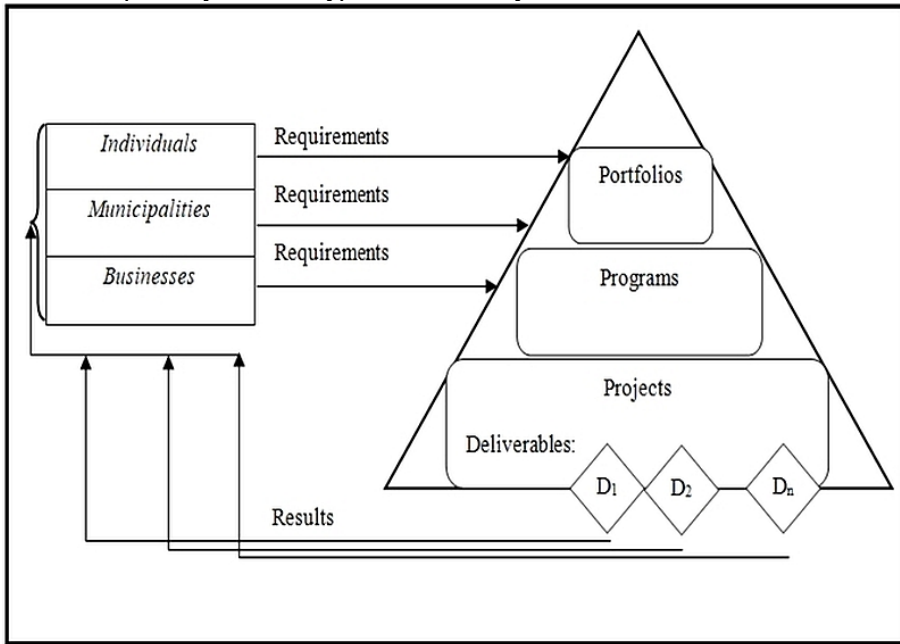 Individuals
Municipalities
Businesses
Requirements
Requirements
Requirements
Portfolios
Programs
Projects
Deliverables:
D₁
D₂
Dₙ
Results